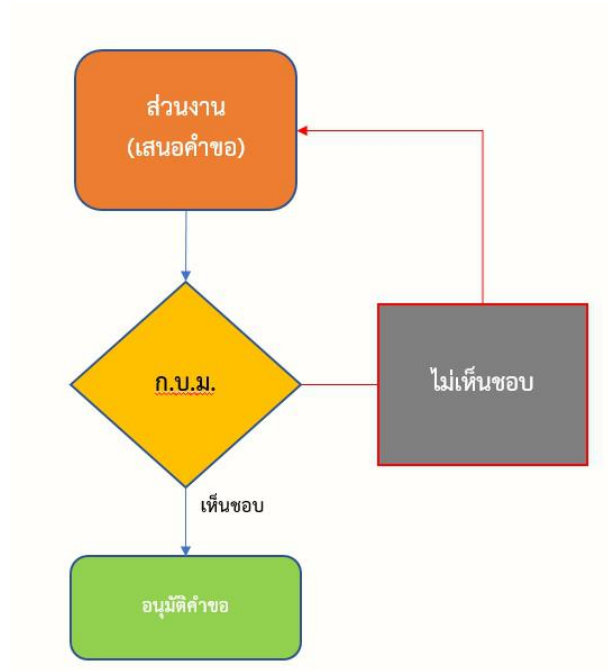 ส่วนงาน
(เสนอคำขอ)
ก.บ.ม.
ไม่เห็นชอบ
เห็นชอบ
อนุมัติคำขอ